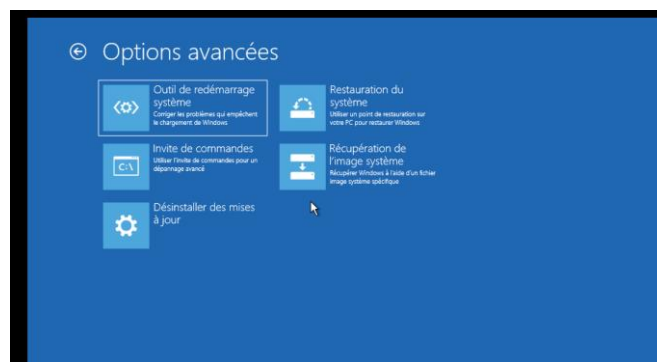 Options avancées
Outil de redémarrage
système
Corriger les problèmes qui empêchent
le chargement de Windows
Invite de commandes
Utiliser l'invite de commandes pour un
dépannage avancé
Désinstaller des mises
à jour
Restauration du
système
Utiliser un point de restauration sur
votre PC pour restaurer Windows
Récupération de
l'image système
Récupérer Windows à l'aide d'un fichier
image système spécifique
C:\